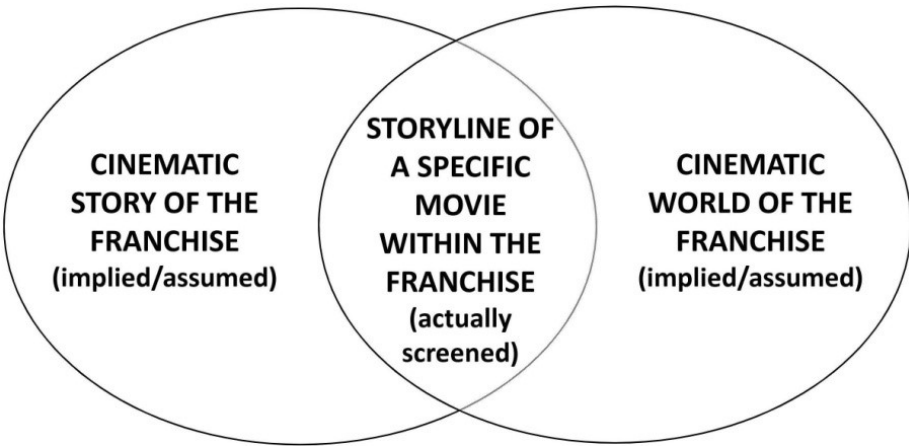 CINEMATIC
STORY OF THE
FRANCHISE
(implied/assumed)
STORYLINE OF
A SPECIFIC
MOVIE
WITHIN THE
FRANCHISE
(actually
screened)
CINEMATIC
WORLD OF THE
FRANCHISE
(implied/assumed)